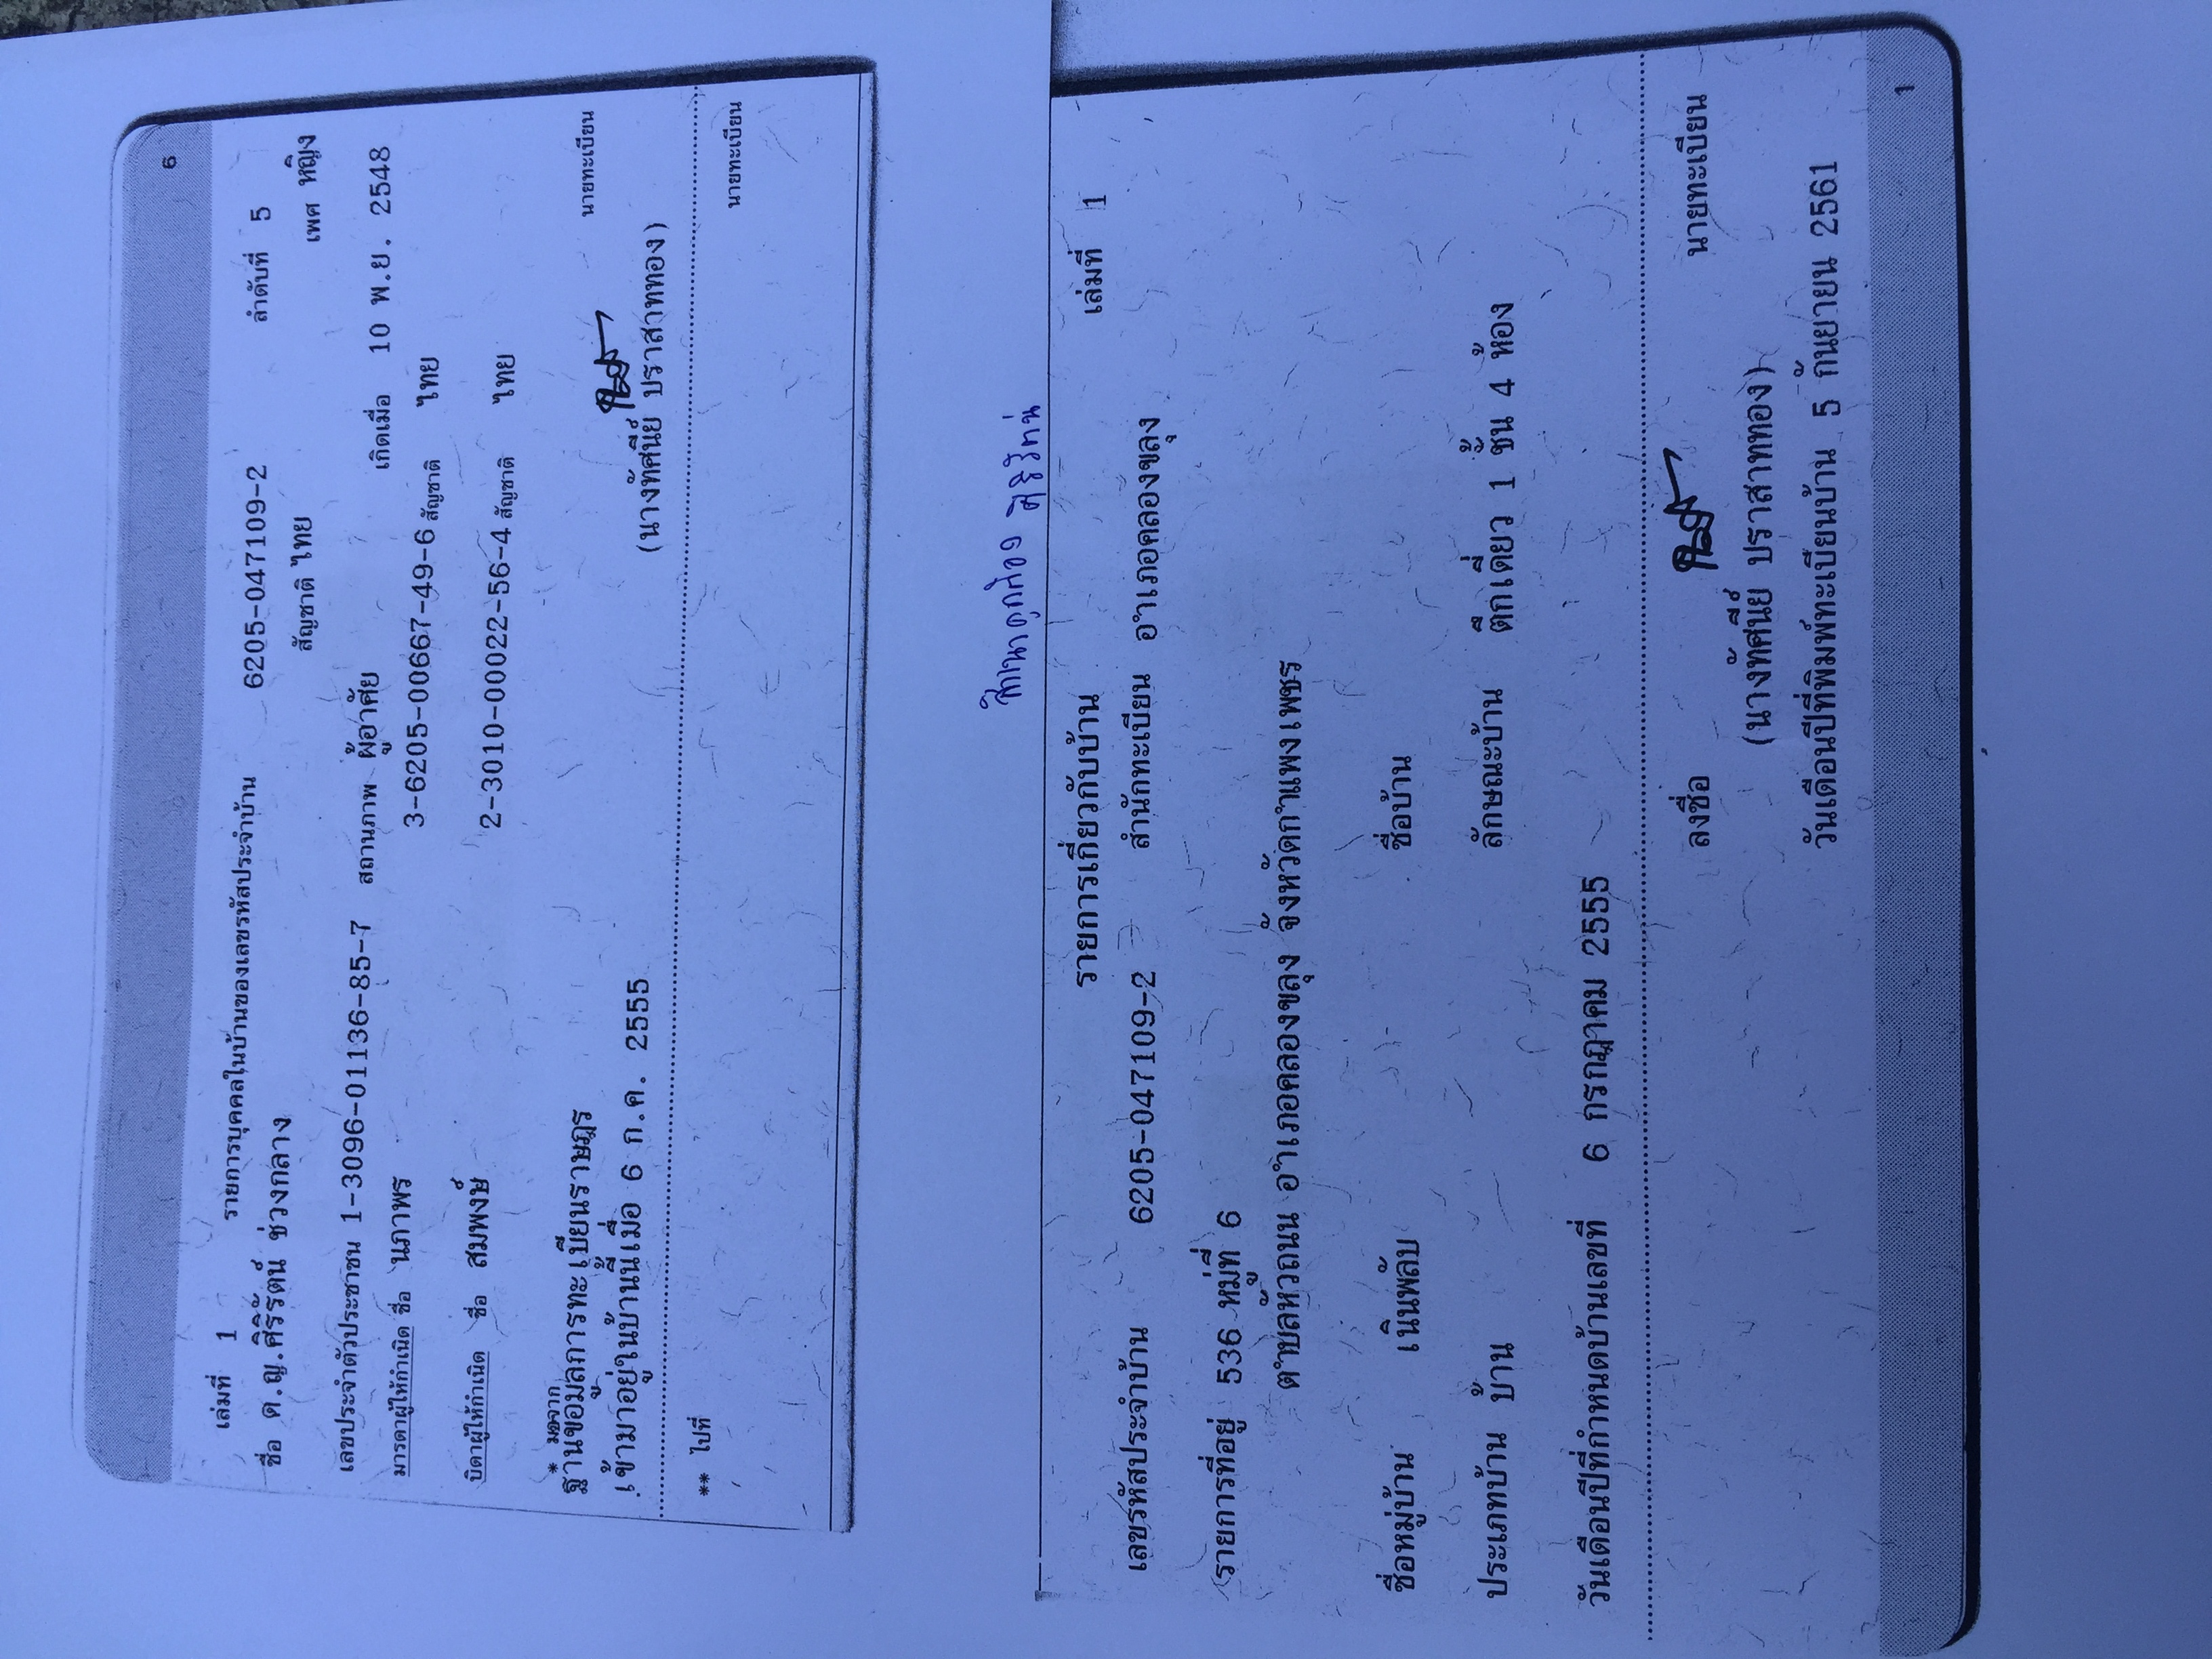 6
เล่มที่ 1 รายการบุคคลในบ้านของเลขรหัสประจำบ้าน 6205-047109-2 ลำดับที่ 5
ชื่อ ด.ญ.ศิริรัตน์ ช่วงกลาง สัญชาติ ไทย เพศ หญิง
เลขประจำตัวประชาชน 1-3096-01136-85-7 สถานภาพ ผู้อาศัย เกิดเมื่อ 10 พ.ย. 2548
มารดาผู้ให้กำเนิด ชื่อ นภาพร 3-6205-00667-49-6 สัญชาติ ไทย
บิดาผู้ให้กำเนิด ชื่อ สมพงษ์ 2-3010-00022-56-4 สัญชาติ ไทย
* มาจาก
ฐานข้อมูลการทะเบียนราษฎร นายทะเบียน
เข้ามาอยู่ในบ้านนี้เมื่อ 6 ก.ค. 2555 (นางทัศนีย์ ปราสาททอง)
** ไปที่
นายทะเบียน
สำเนาถูกต้อง ศิริรัตน์
รายการเกี่ยวกับบ้าน เล่มที่ 1
เลขรหัสประจำบ้าน 6205-047109-2 สำนักทะเบียน อำเภอคลองขลุง
รายการที่อยู่ 536 หมู่ที่ 6
ตำบลหัวถนน อำเภอคลองขลุง จังหวัดกำแพงเพชร
ชื่อหมู่บ้าน เนินพลับ ชื่อบ้าน
ประเภทบ้าน บ้าน ลักษณะบ้าน ตึกเดี่ยว 1 ชั้น 4 ห้อง
วันเดือนปีที่กำหนดบ้านเลขที่ 6 กรกฎาคม 2555
ลงชื่อ นายทะเบียน
(นางทัศนีย์ ปราสาททอง)
วันเดือนปีที่พิมพ์ทะเบียนบ้าน 5 กันยายน 2561
1